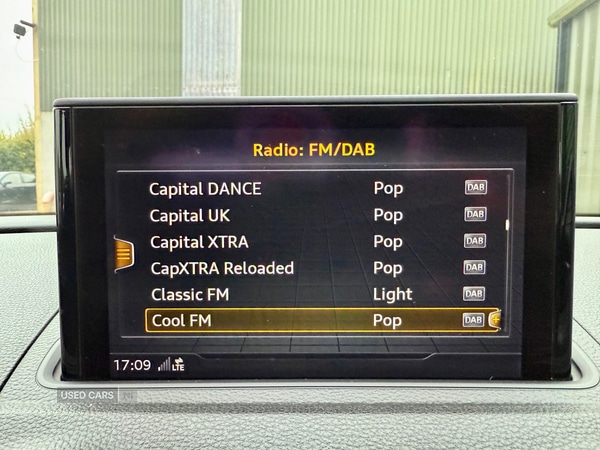 Radio: FM/DAB
Capital DANCE Pop DAB
Capital UK Pop DAB
Capital XTRA Pop DAB
CapXTRA Reloaded Pop DAB
Classic FM Light DAB
Cool FM Pop DAB
17:09 LTE
USED CARS